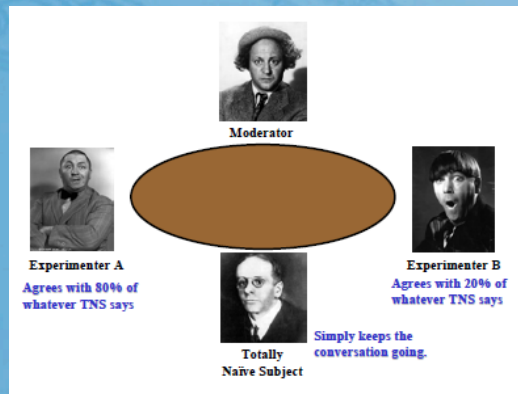 Moderator
Experimenter A
Agrees with 80% of
whatever TNS says
Experimenter B
Agrees with 20% of
whatever TNS says
Totally
Naïve Subject
Simply keeps the
conversation going.